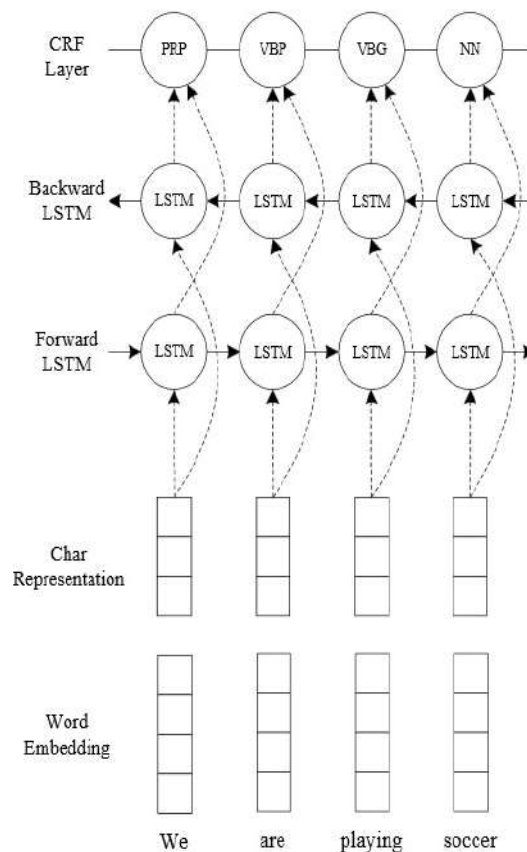 CRF
Layer
PRP VBP VBG NN
Backward
LSTM
LSTM LSTM LSTM LSTM
Forward
LSTM
LSTM LSTM LSTM LSTM
Char
Representation
Word
Embedding
We are playing soccer